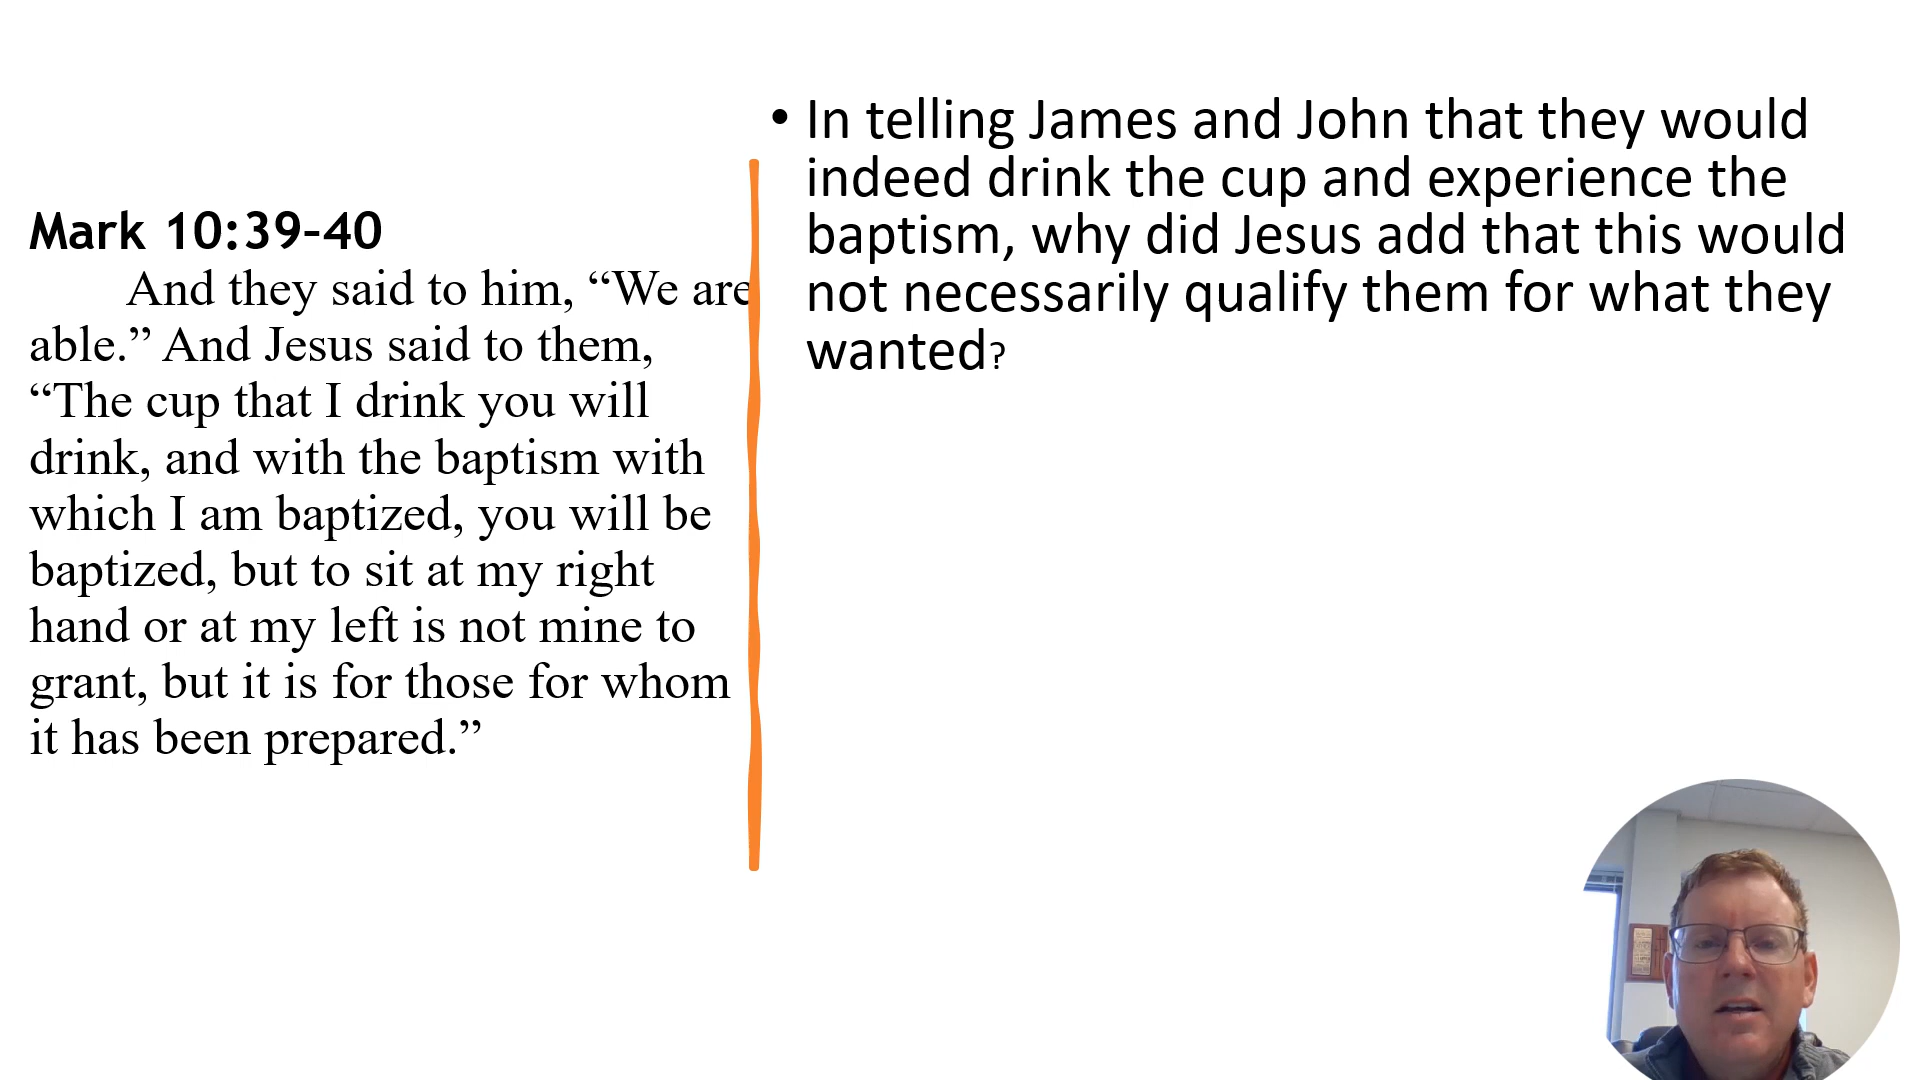 Mark 10:39–40
And they said to him, “We are
able.” And Jesus said to them,
“The cup that I drink you will
drink, and with the baptism with
which I am baptized, you will be
baptized, but to sit at my right
hand or at my left is not mine to
grant, but it is for those for whom
it has been prepared.”
• In telling James and John that they would
indeed drink the cup and experience the
baptism, why did Jesus add that this would
not necessarily qualify them for what they
wanted?